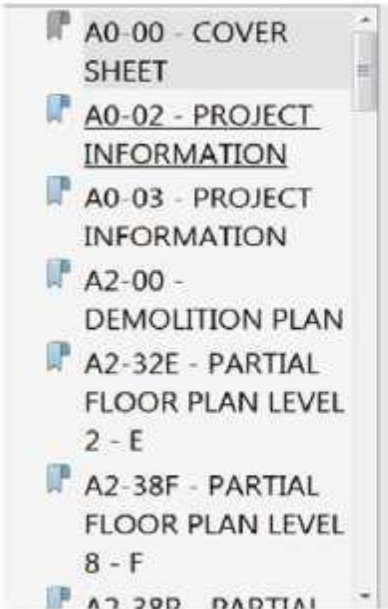 A0-00 - COVER
SHEET
A0-02 - PROJECT
INFORMATION
A0-03 - PROJECT
INFORMATION
A2-00 -
DEMOLITION PLAN
A2-32E - PARTIAL
FLOOR PLAN LEVEL
2 - E
A2-38F - PARTIAL
FLOOR PLAN LEVEL
8 - F
PARTIAL